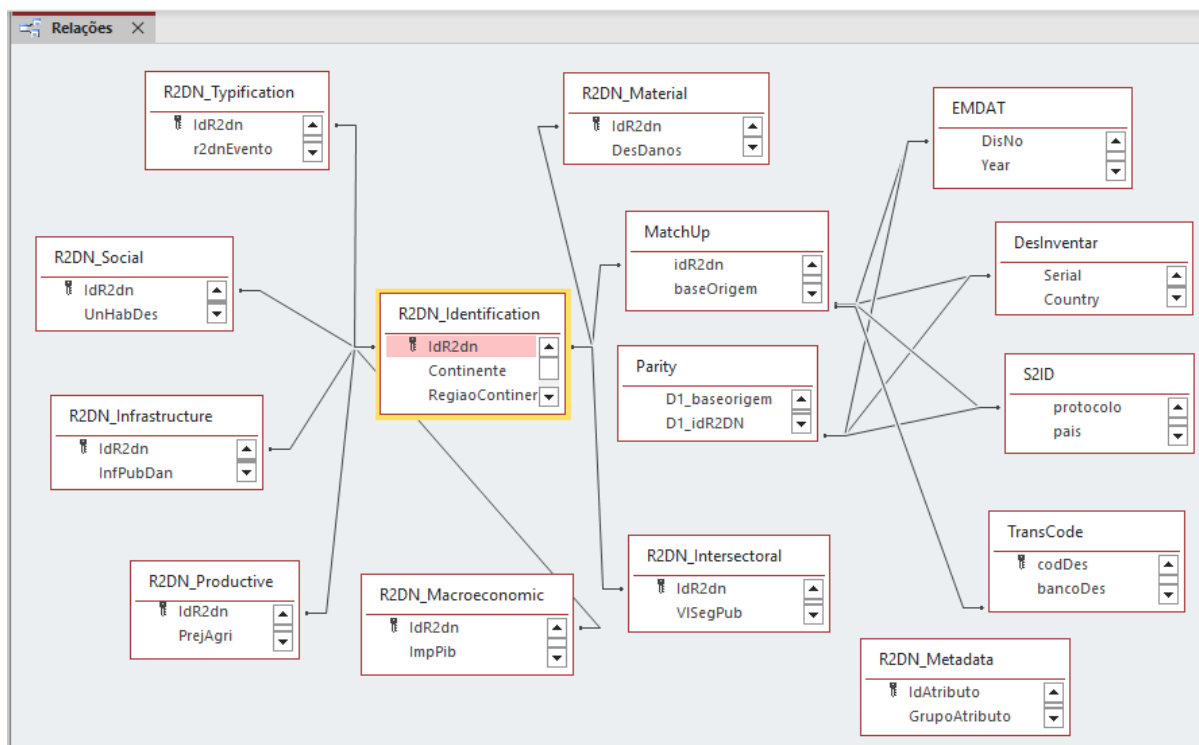 Relações
R2DN_Typification
IdR2dn
r2dnEvento
R2DN_Material
IdR2dn
DesDanos
EMDAT
DisNo
Year
R2DN_Social
IdR2dn
UnHabDes
MatchUp
idR2dn
baseOrigem
DesInventar
Serial
Country
R2DN_Identification
IdR2dn
Continente
RegiaoContiner
Parity
D1_baseorigem
D1_idR2DN
S2ID
protocolo
pais
R2DN_Infrastructure
IdR2dn
InfPubDan
TransCode
codDes
bancoDes
R2DN_Productive
IdR2dn
PrejAgri
R2DN_Macroeconomic
IdR2dn
ImpPib
R2DN_Intersectoral
IdR2dn
VlSegPub
R2DN_Metadata
IdAtributo
GrupoAtributo